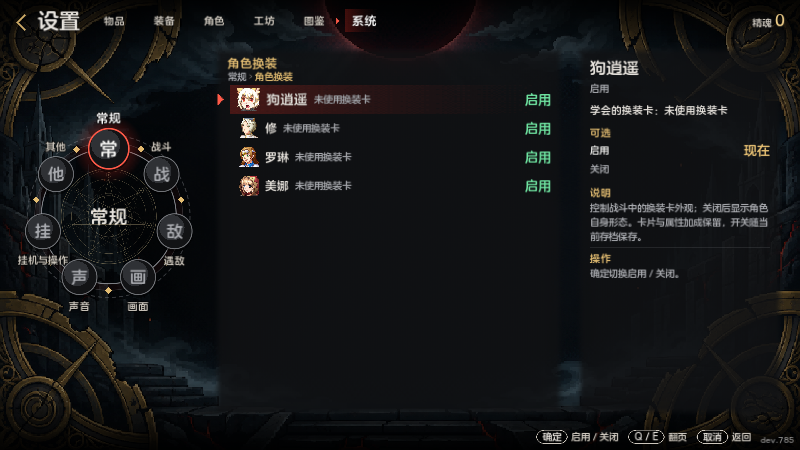 设置 物品 装备 角色 工坊 图鉴 系统 精魂 0
角色换装
常规 > 角色换装
狗逍遥 未使用换装卡 启用
修 未使用换装卡 启用
罗琳 未使用换装卡 启用
美娜 未使用换装卡 启用
常规
常
其他
他
战斗
战
常规
挂
挂机与操作
敌
遇敌
声
声音
画
画面
狗逍遥
启用
学会的换装卡：未使用换装卡
可选
启用 现在
关闭
说明
控制战斗中的换装卡外观；关闭后显示角色
自身形态。卡片与属性加成保留，开关随当
前存档保存。
操作
确定切换启用 / 关闭。
确定 启用 / 关闭 Q / E 翻页 取消 返回 dev.785